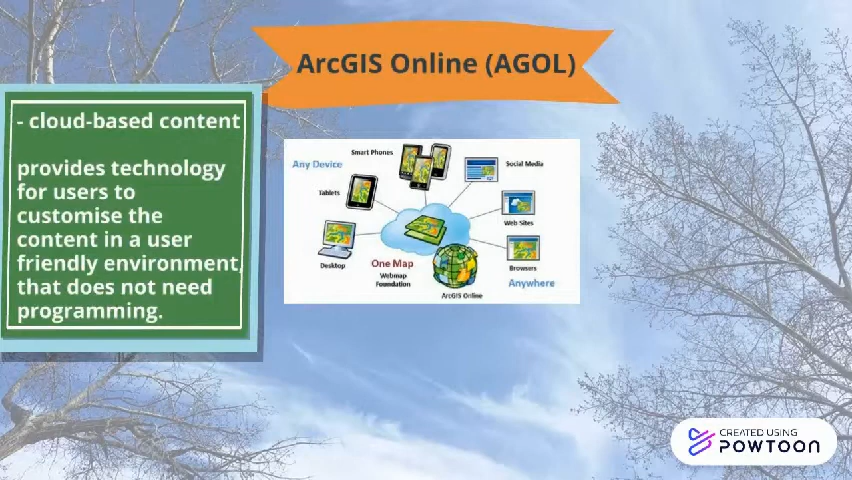 ArcGIS Online (AGOL)
- cloud-based content
provides technology
for users to
customise the
content in a user
friendly environment,
that does not need
programming.
Any Device
Smart Phones
Social Media
Tablets
Web Sites
Desktop
One Map
Webmap
Foundation
Browsers
ArcGIS Online
Anywhere
CREATED USING
POWTOON